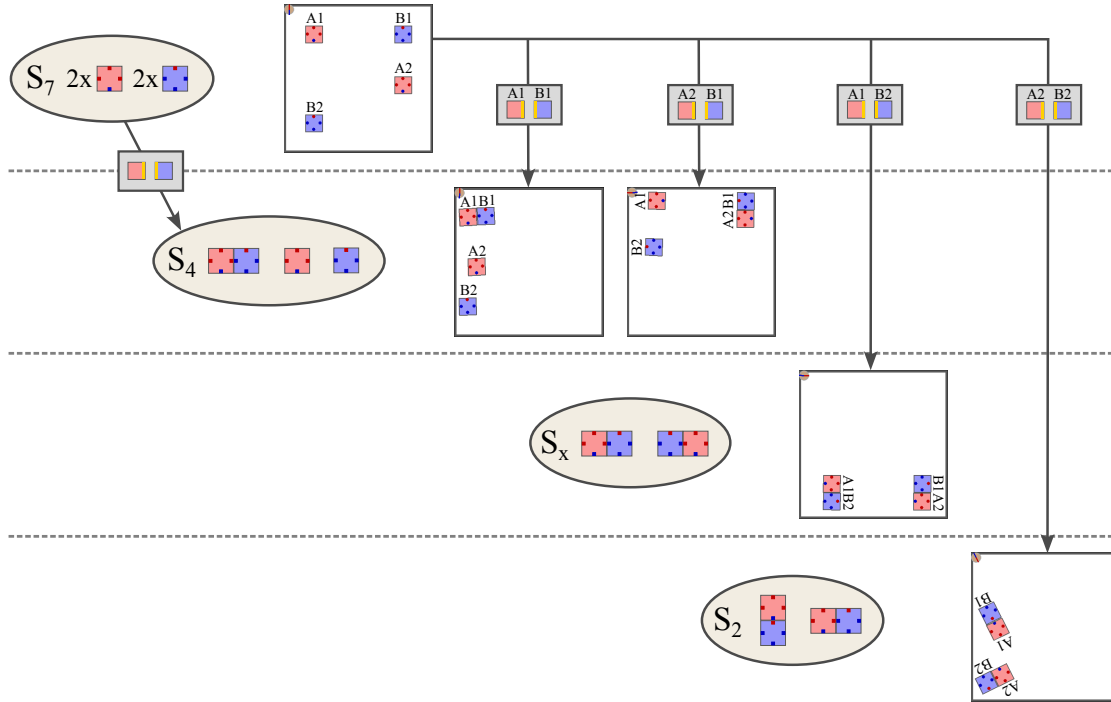 A1 B1
A2
B2
S7 2x 2x
A1 B1
A2 B1
A1 B2
A2 B2
S4
A1B1
A2
B2
A1
A2B1
B2
Sx
A1B2
B1A2
S2
B1
A1
B2
A2